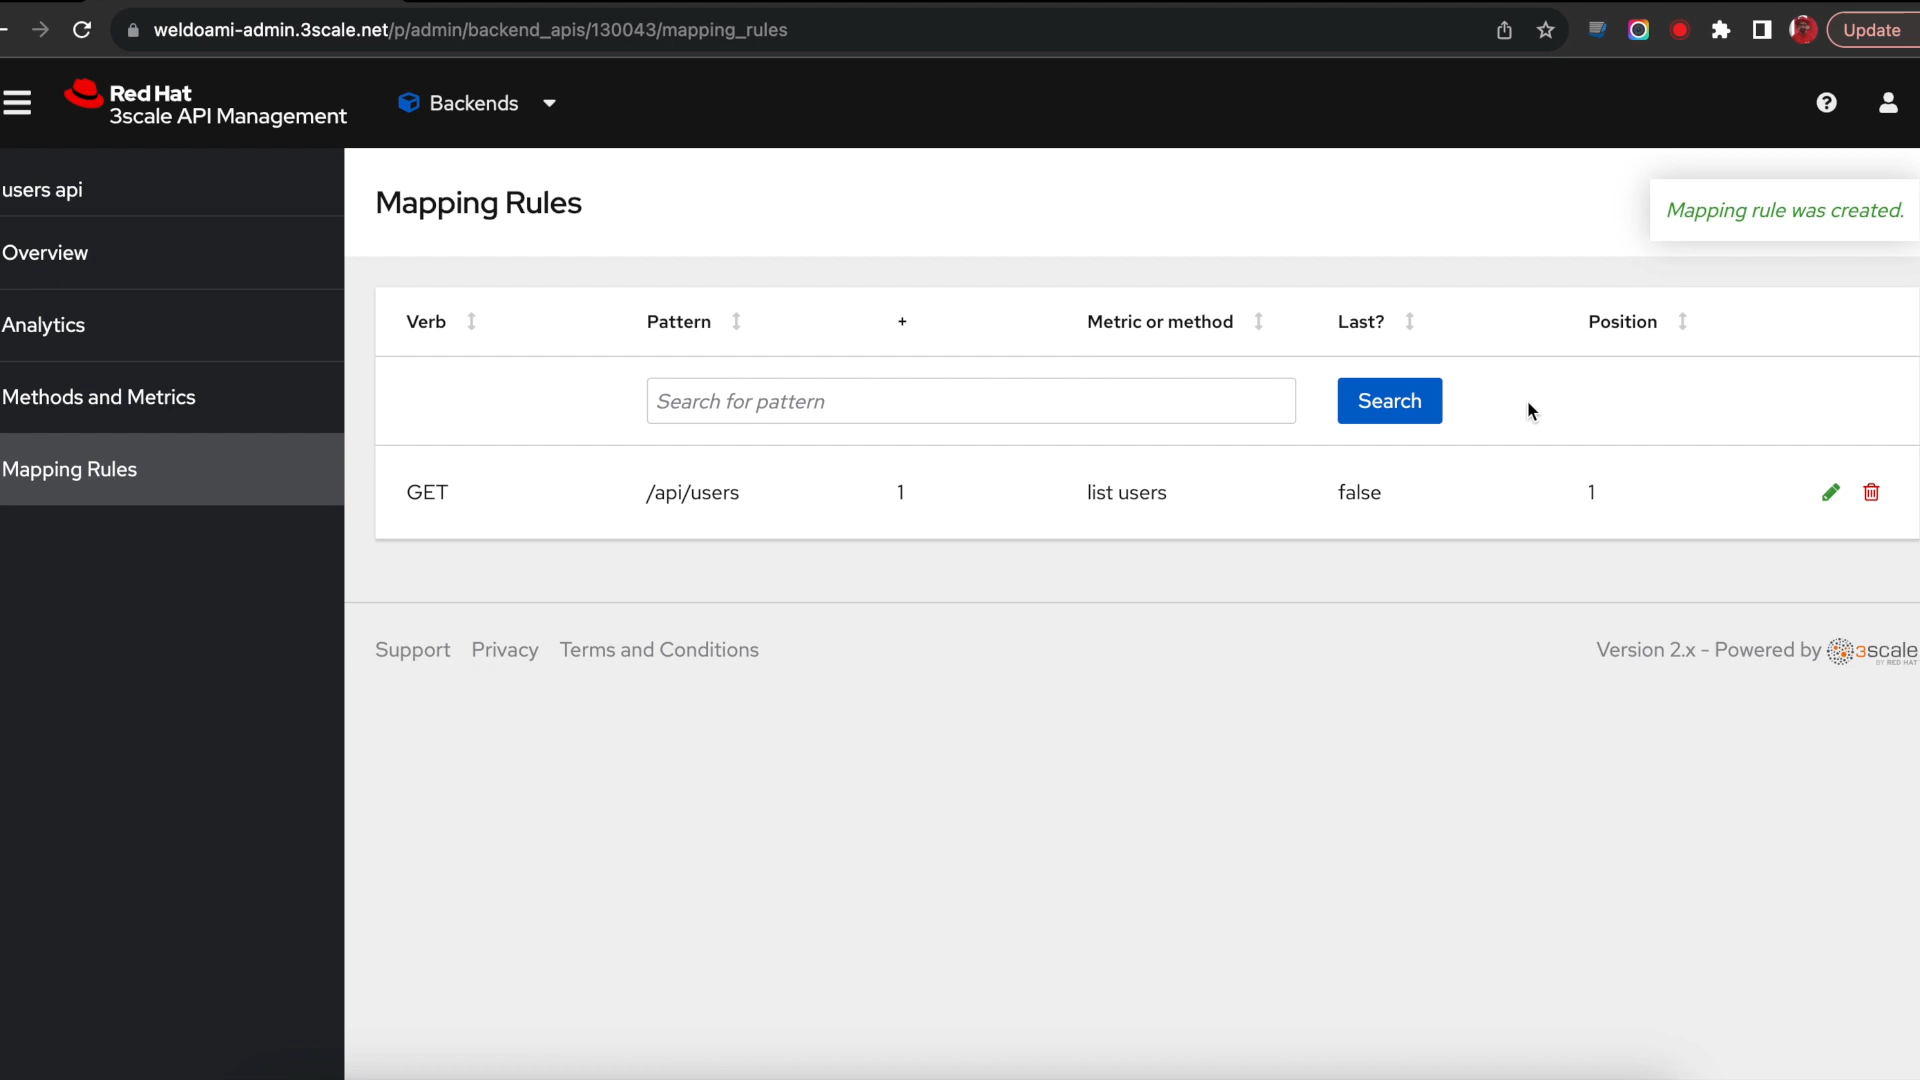 weldoami-admin.3scale.net/p/admin/backend_apis/130043/mapping_rules
Update
Red Hat
3scale API Management
Backends
users api
Overview
Analytics
Methods and Metrics
Mapping Rules
Mapping Rules
Mapping rule was created.
Verb Pattern + Metric or method Last? Position
Search for pattern Search
GET /api/users 1 list users false 1
Support Privacy Terms and Conditions
Version 2.x - Powered by 3scale
BY RED HAT